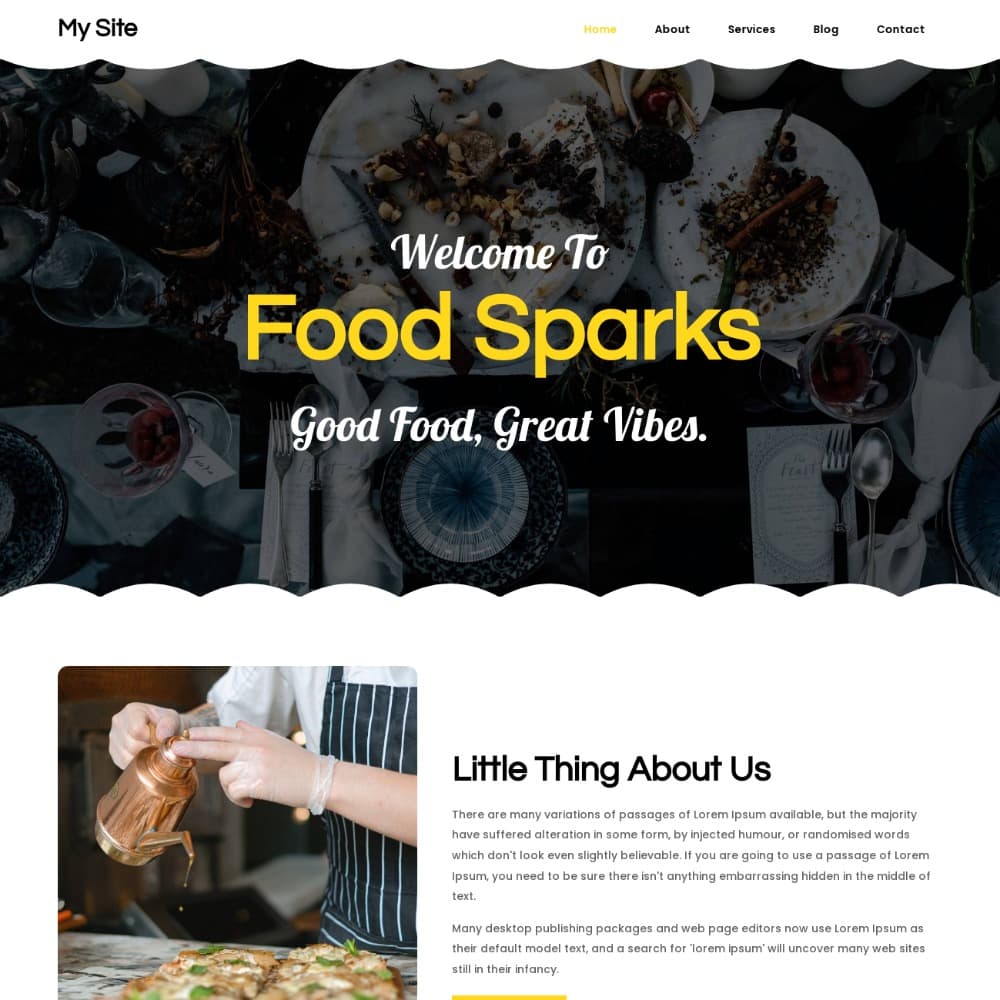 My Site
Home About Services Blog Contact
Welcome To
Food Sparks
Good Food, Great Vibes.
Feast
Little Thing About Us
There are many variations of passages of Lorem Ipsum available, but the majority
have suffered alteration in some form, by injected humour, or randomised words
which don't look even slightly believable. If you are going to use a passage of Lorem
Ipsum, you need to be sure there isn't anything embarrassing hidden in the middle of
text.
Many desktop publishing packages and web page editors now use Lorem Ipsum as
their default model text, and a search for 'lorem ipsum' will uncover many web sites
still in their infancy.